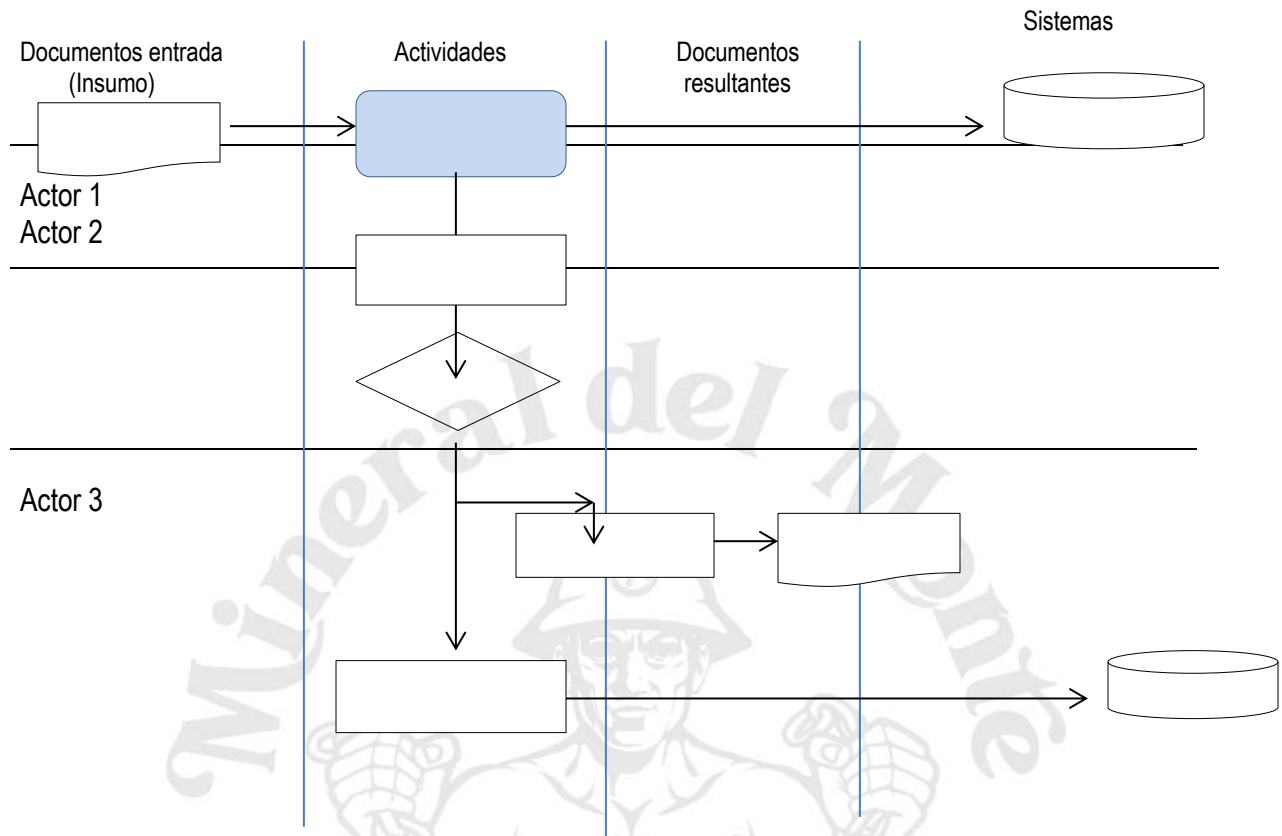 Sistemas
Documentos entrada
(Insumo)
Actividades
Documentos
resultantes
Actor 1
Actor 2
Actor 3
Mineral del Monte